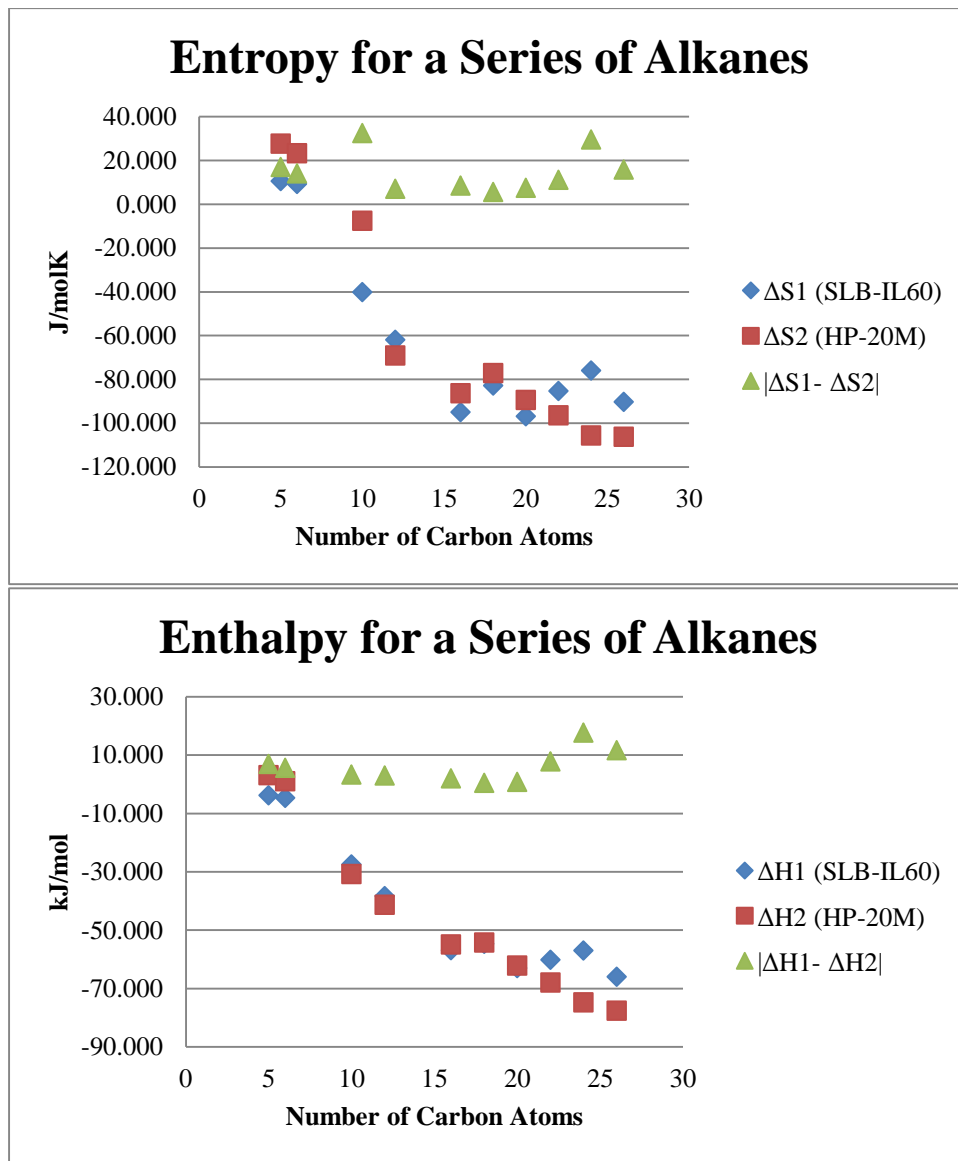 Entropy for a Series of Alkanes
40.000
20.000
0.000
-20.000
-40.000
-60.000
-80.000
-100.000
-120.000
J/molK
0 5 10 15 20 25 30
Number of Carbon Atoms
ΔS1 (SLB-IL60)
ΔS2 (HP-20M)
|ΔS1- ΔS2|
Enthalpy for a Series of Alkanes
30.000
10.000
-10.000
-30.000
-50.000
-70.000
-90.000
kJ/mol
0 5 10 15 20 25 30
Number of Carbon Atoms
ΔH1 (SLB-IL60)
ΔH2 (HP-20M)
|ΔH1- ΔH2|